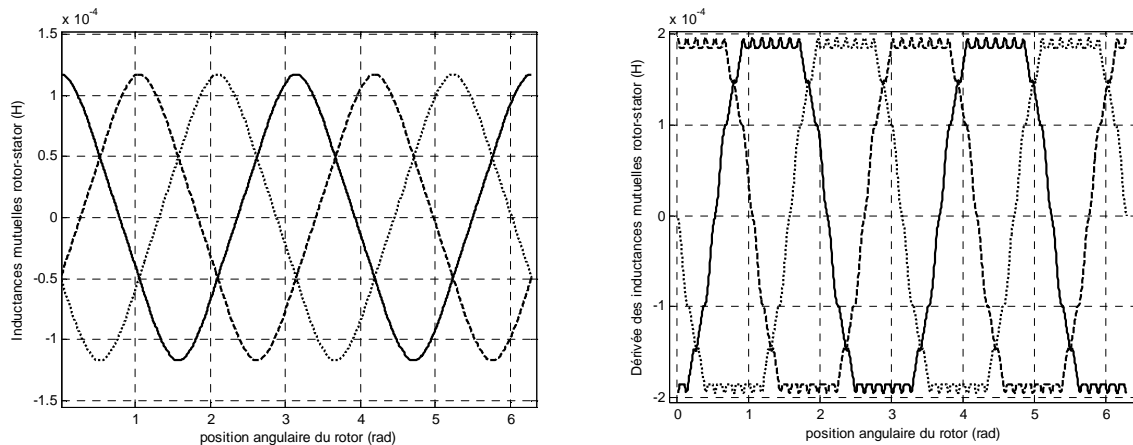 x 10⁻⁴
1.5
1
0.5
0
-0.5
-1
-1.5
1 2 3 4 5 6
Inductances mutuelles rotor-stator (H)
position angulaire du rotor (rad)
x 10⁻⁴
2
1
0
-1
-2
0 1 2 3 4 5 6
Dérivée des inductances mutuelles rotor-stator (H)
position angulaire du rotor (rad)